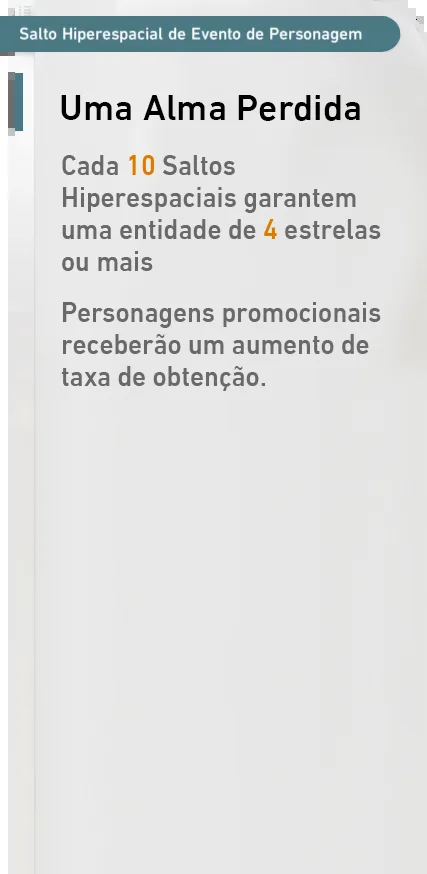 Salto Hiperespacial de Evento de Personagem
Uma Alma Perdida
Cada 10 Saltos
Hiperespaciais garantem
uma entidade de 4 estrelas
ou mais
Personagens promocionais
receberão um aumento de
taxa de obtenção.